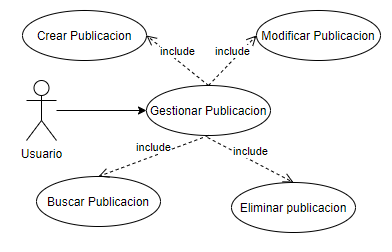 Crear Publicacion
Modificar Publicacion
include
include
Gestionar Publicacion
Usuario
include
include
Buscar Publicacion
Eliminar publicacion